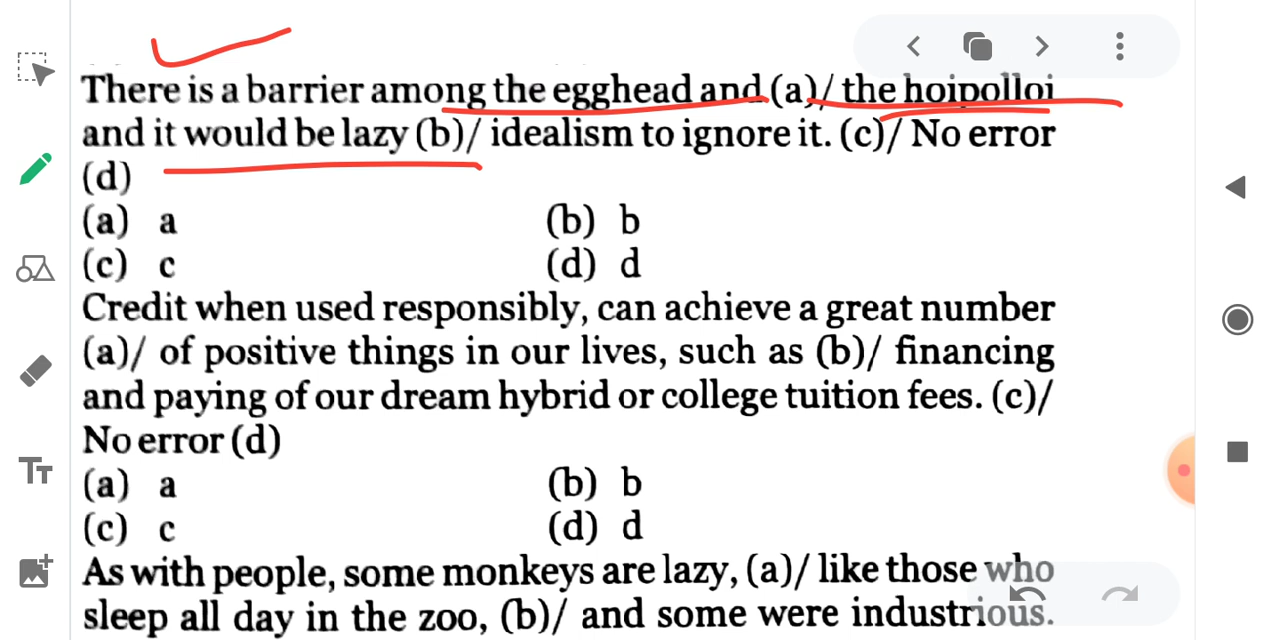 There is a barrier among the egghead and (a)/ the hoipolloi
and it would be lazy (b)/ idealism to ignore it. (c)/ No error
(d)
(a) a (b) b
(c) c (d) d
Credit when used responsibly, can achieve a great number
(a)/ of positive things in our lives, such as (b)/ financing
and paying of our dream hybrid or college tuition fees. (c)/
No error (d)
(a) a (b) b
(c) c (d) d
As with people, some monkeys are lazy, (a)/ like those who
sleep all day in the zoo, (b)/ and some were industrious.
TT